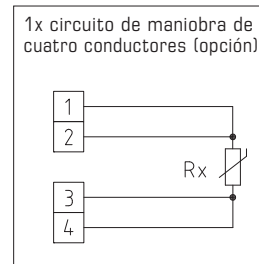 1x circuito de maniobra de
cuatro conductores (opción)
1
2
Rx
3
4